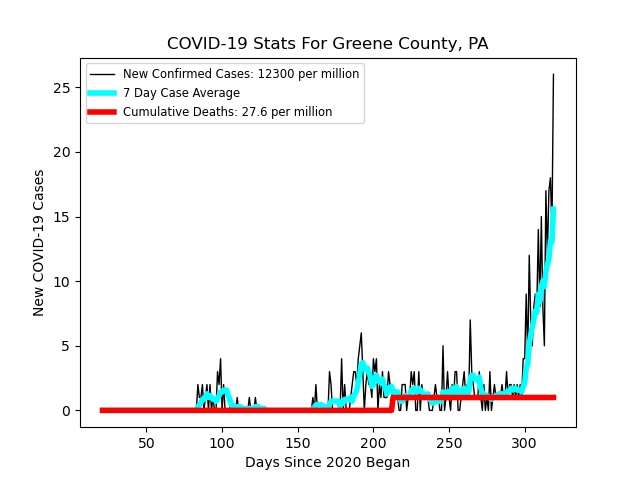 COVID-19 Stats For Greene County, PA
New Confirmed Cases: 12300 per million
7 Day Case Average
Cumulative Deaths: 27.6 per million
New COVID-19 Cases
25
20
15
10
5
0
50 100 150 200 250 300
Days Since 2020 Began